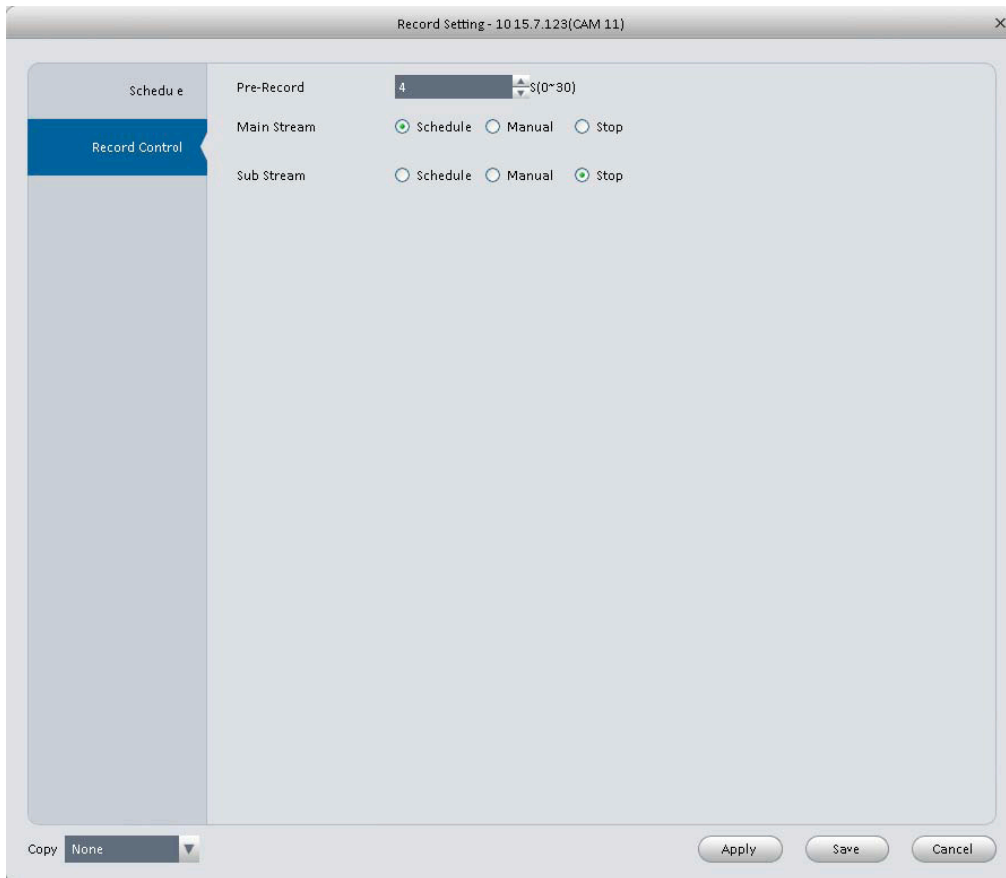 Record Setting - 10 15.7.123(CAM 11)
Schedu e
Record Control
Pre-Record 4 S(0~30)
Main Stream Schedule Manual Stop
Sub Stream Schedule Manual Stop
Copy None Apply Save Cancel